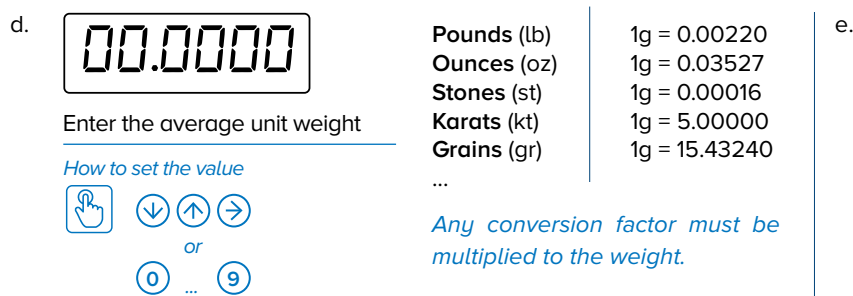 d.
00.0000
Enter the average unit weight
How to set the value
or
0 ... 9
Pounds (lb) 1g = 0.00220
Ounces (oz) 1g = 0.03527
Stones (st) 1g = 0.00016
Karats (kt) 1g = 5.00000
Grains (gr) 1g = 15.43240
...
Any conversion factor must be
multiplied to the weight.
e.